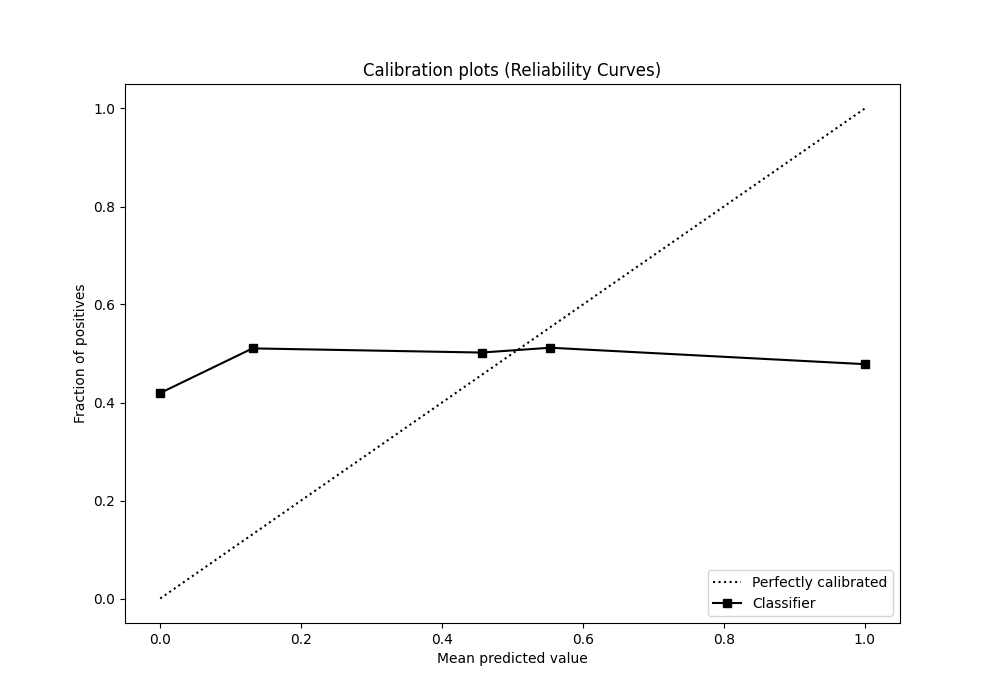 Calibration plots (Reliability Curves)
1.0
0.8
0.6
0.4
0.2
0.0
Fraction of positives
0.0 0.2 0.4 0.6 0.8 1.0
Mean predicted value
Perfectly calibrated
Classifier